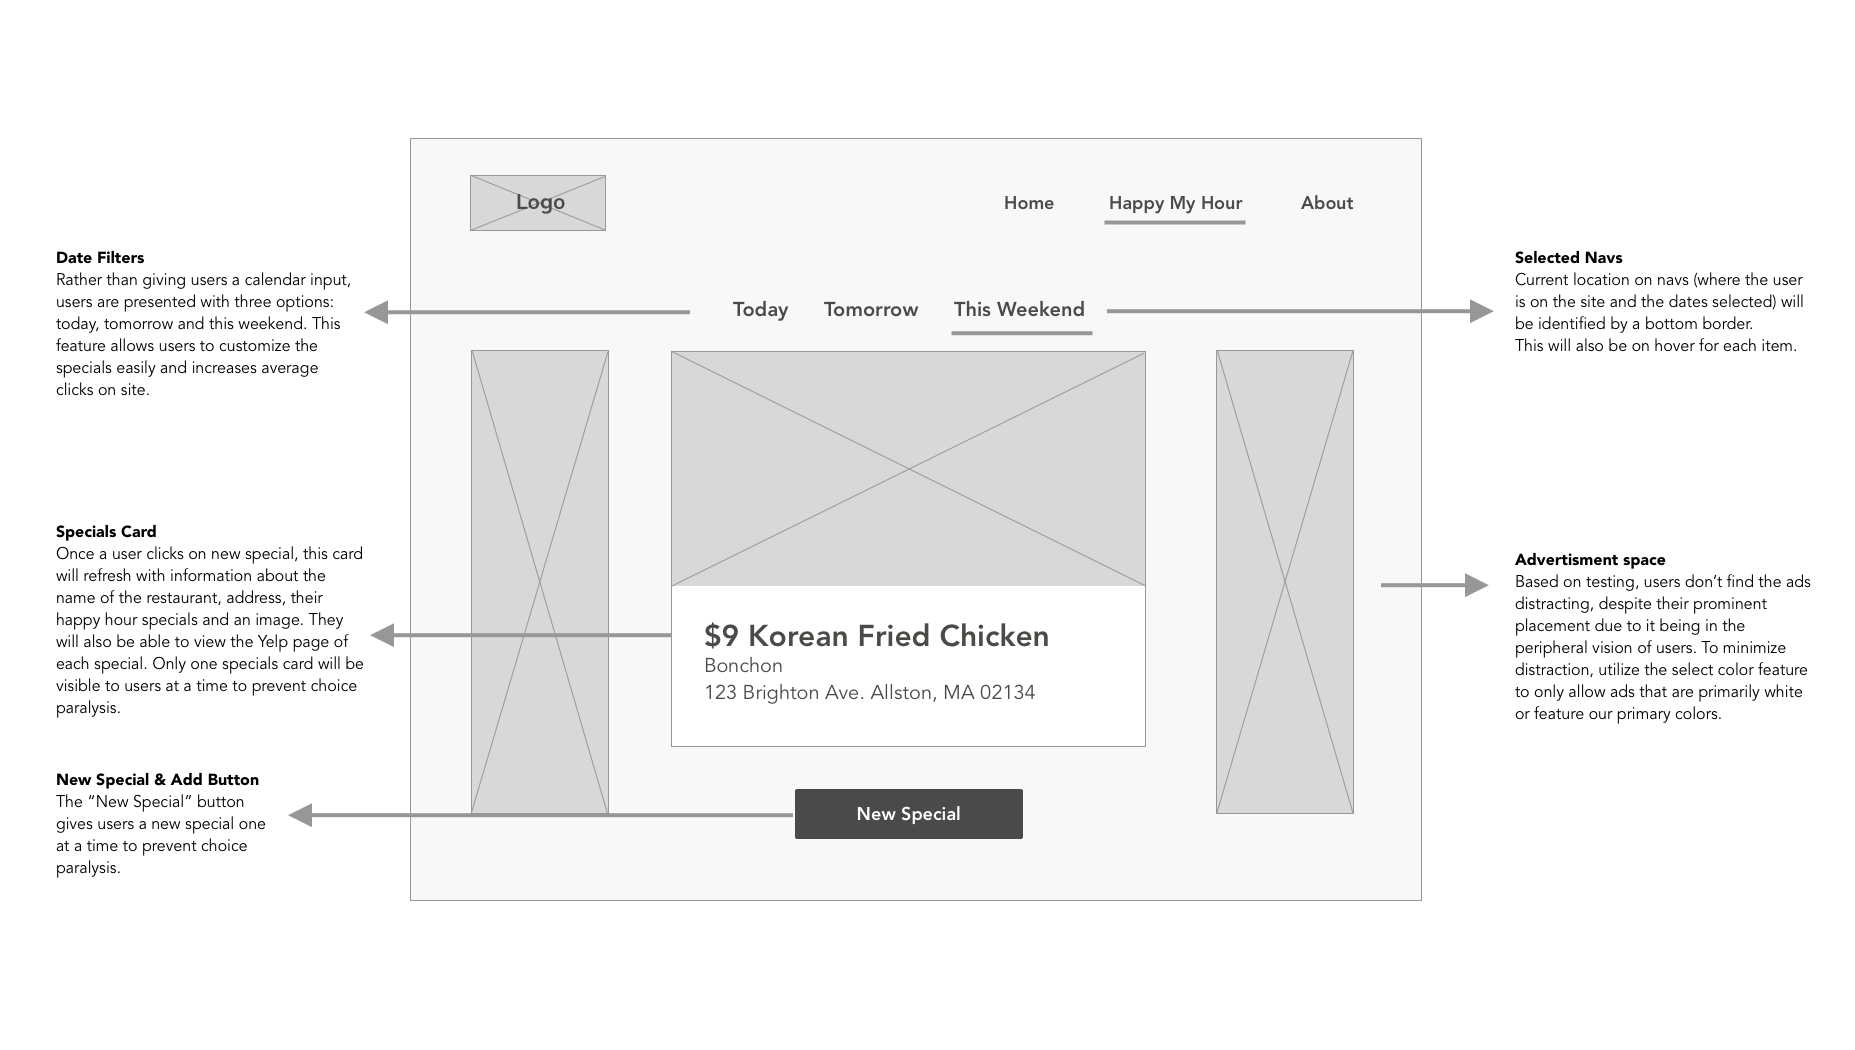 Logo
Home
Happy My Hour
About
Date Filters
Rather than giving users a calendar input,
users are presented with three options:
today, tomorrow and this weekend. This
feature allows users to customize the
specials easily and increases average
clicks on site.
Today
Tomorrow
This Weekend
Selected Navs
Current location on navs (where the user
is on the site and the dates selected) will
be identified by a bottom border.
This will also be on hover for each item.
Specials Card
Once a user clicks on new special, this card
will refresh with information about the
name of the restaurant, address, their
happy hour specials and an image. They
will also be able to view the Yelp page of
each special. Only one specials card will be
visible to users at a time to prevent choice
paralysis.
$9 Korean Fried Chicken
Bonchon
123 Brighton Ave. Allston, MA 02134
Advertisment space
Based on testing, users don’t find the ads
distracting, despite their prominent
placement due to it being in the
peripheral vision of users. To minimize
distraction, utilize the select color feature
to only allow ads that are primarily white
or feature our primary colors.
New Special & Add Button
The “New Special” button
gives users a new special one
at a time to prevent choice
paralysis.
New Special